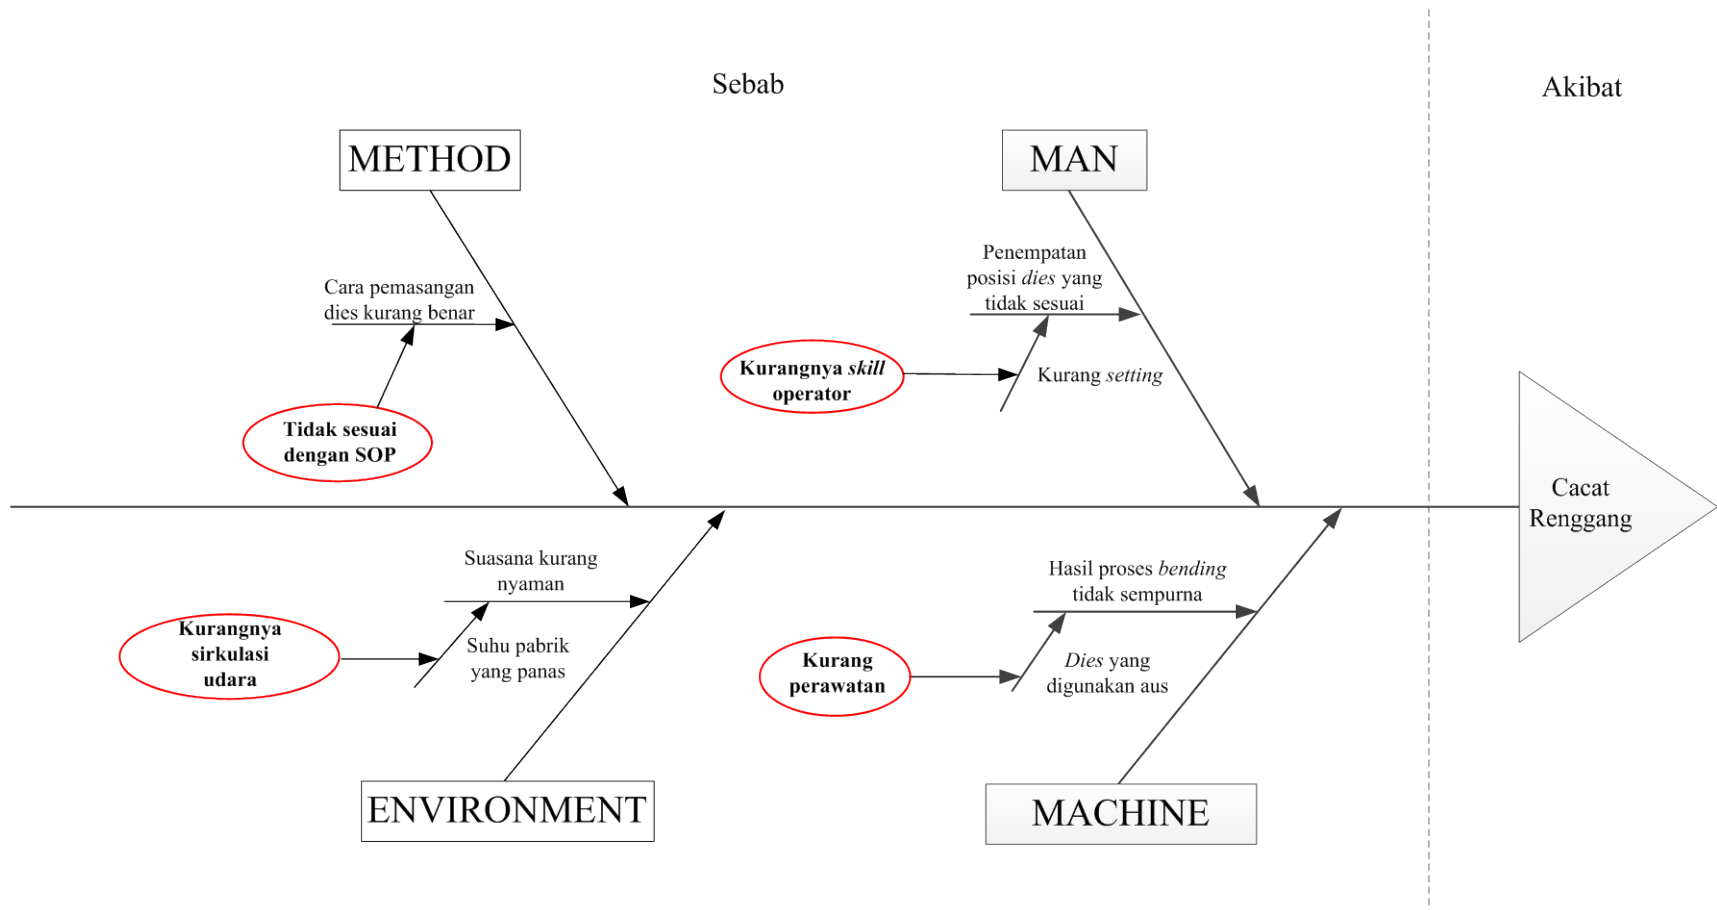 Sebab
Akibat
METHOD
MAN
Cara pemasangan
dies kurang benar
Tidak sesuai
dengan SOP
Penempatan
posisi dies yang
tidak sesuai
Kurangnya skill
operator
Kurang setting
Cacat
Renggang
Suasana kurang
nyaman
Kurangnya
sirkulasi
udara
Suhu pabrik
yang panas
Hasil proses bending
tidak sempurna
Kurang
perawatan
Dies yang
digunakan aus
ENVIRONMENT
MACHINE